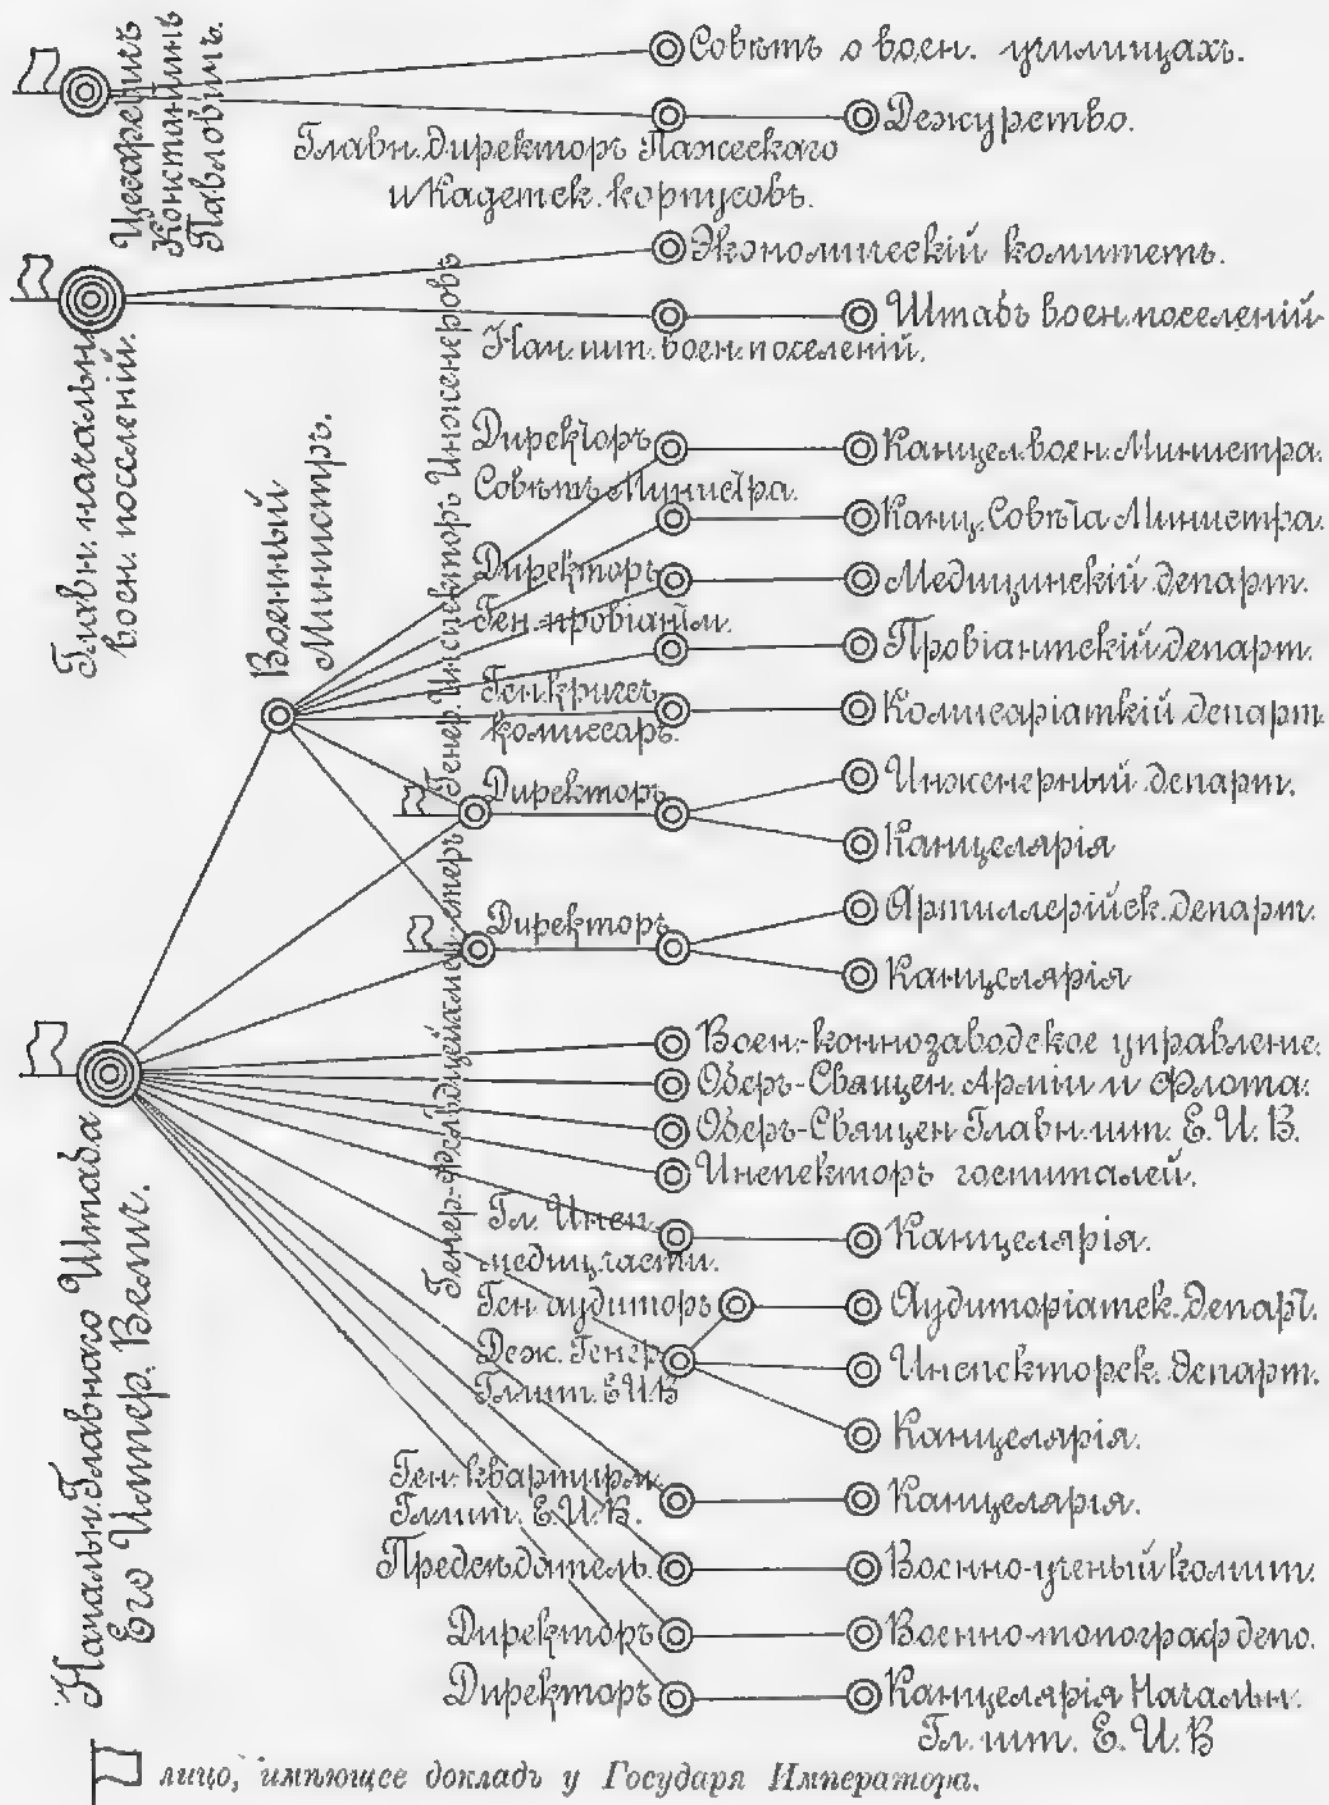 Цесаревичъ
Константинъ
Павловичъ.
Совѣтъ о воен. училищахъ.
Дежурство.
Главн. директоръ Пажескаго
и Кадетск. корпусовъ.
Главн. начальн.
воен. поселеній.
Экономическій комитетъ.
Штабъ воен. поселеній
Нач. шт. воен. поселеній.
Военный
Министръ.
Генер. Инспекторъ Инженеровъ
Директоръ
Канцел. воен. Министра.
Совѣтъ Министра.
Канц. Совѣта Министра.
Директоръ
Медицинскій департ.
Ген. провіантм.
Провіантскій департ.
Ген. кригсъ
комиссаръ.
Комисаріаткій департ
Директоръ
Инженерный департ.
Канцелярія
Генер.-Фельдцейхмейстеръ
Директоръ
Артиллерійск. департ.
Канцелярія
Начальн. Главнаго Штаба
Его Импер. Велич.
Воен.-коннозаводское управленіе.
Оберъ-Священ. Арміи и Флота.
Оберъ-Священ Главн. шт. Е. И. В.
Инспекторъ госпиталей.
Гл. Инсп.
медиц. части.
Канцелярія.
Ген аудиторъ
Аудиторіатск. департ.
Деж. Генер
Гл. шт. Е И В
Инспекторск. департ.
Канцелярія.
Ген. квартирм.
Гл. шт. Е. И. В.
Канцелярія.
Предсѣдатель.
Военно-ученый комит.
Директоръ
Военно-топограф депо.
Директоръ
Канцелярія Начальн.
Гл. шт. Е. И. В
лицо, имѣющее докладъ у Государя Императора.